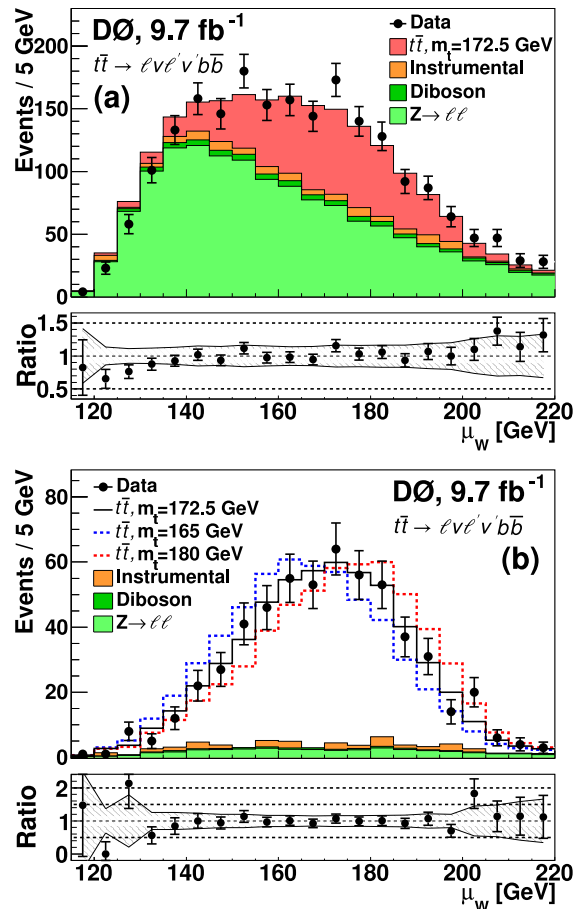 DØ, 9.7 fb⁻¹
tt̄ → ℓνℓ′ν′bb̄
(a)
Data
tt̄, mₜ=172.5 GeV
Instrumental
Diboson
Z→ℓℓ
Events / 5 GeV
200
150
100
50
0
Ratio
1.5
1
0.5
120 140 160 180 200 220
μ_W [GeV]
Data
tt̄, mₜ=172.5 GeV
tt̄, mₜ=165 GeV
tt̄, mₜ=180 GeV
Instrumental
Diboson
Z→ℓℓ
DØ, 9.7 fb⁻¹
tt̄ → ℓνℓ′ν′bb̄
(b)
Events / 5 GeV
80
60
40
20
0
Ratio
2
1
0
120 140 160 180 200 220
μ_W [GeV]